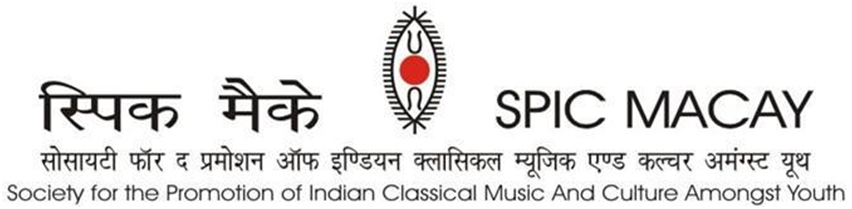 स्पिक मैके SPIC MACAY
सोसायटी फॉर द प्रमोशन ऑफ इण्डियन क्लासिकल म्यूजिक एण्ड कल्चर अमंग्स्ट यूथ
Society for the Promotion of Indian Classical Music And Culture Amongst Youth